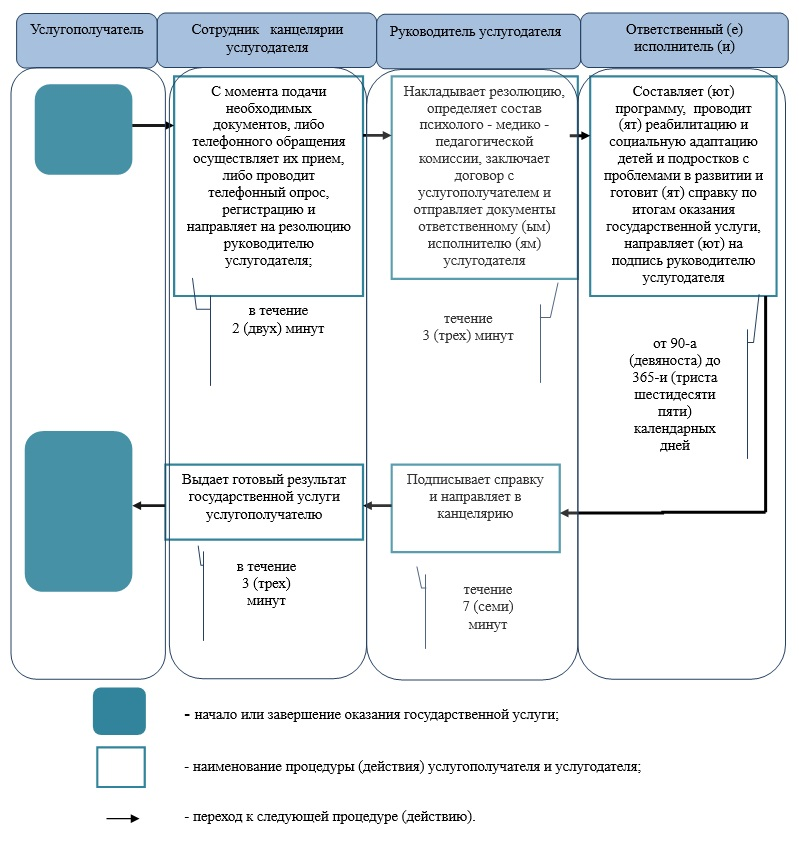 Услугополучатель
Сотрудник канцелярии
услугодателя
Руководитель услугодателя
Ответственный (е)
исполнитель (и)
С момента подачи
необходимых
документов, либо
телефонного обращения
осуществляет их прием,
либо проводит
телефонный опрос,
регистрацию и
направляет на резолюцию
руководителю
услугодателя;
Накладывает резолюцию,
определяет состав
психолого - медико -
педагогической
комиссии, заключает
договор с
услугополучателем и
отправляет документы
ответственному (ым)
исполнителю (ям)
услугодателя
Составляет (ют)
программу, проводит
(ят) реабилитацию и
социальную адаптацию
детей и подростков с
проблемами в развитии и
готовит (ят) справку по
итогам оказания
государственной услуги,
направляет (ют) на
подпись руководителю
услугодателя
в течение
2 (двух) минут
течение
3 (трех) минут
от 90-а
(девяноста) до
365-и (триста
шестидесяти
пяти)
календарных
дней
Выдает готовый результат
государственной услуги
услугополучателю
Подписывает справку
и направляет в
канцелярию
в течение
3 (трех)
минут
течение
7 (семи)
минут
- начало или завершение оказания государственной услуги;
- наименование процедуры (действия) услугополучателя и услугодателя;
- переход к следующей процедуре (действию).